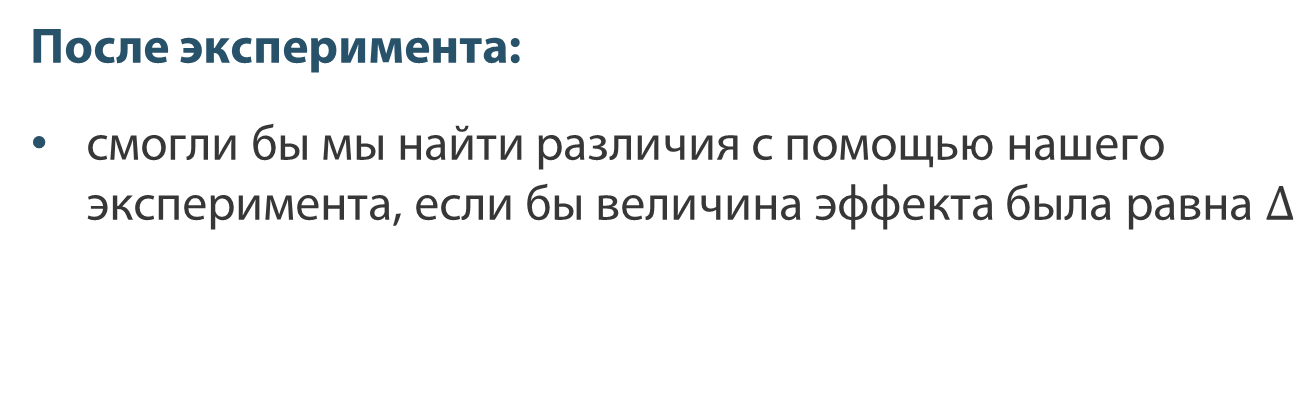 После эксперимента:
• смогли бы мы найти различия с помощью нашего
эксперимента, если бы величина эффекта была равна Δ